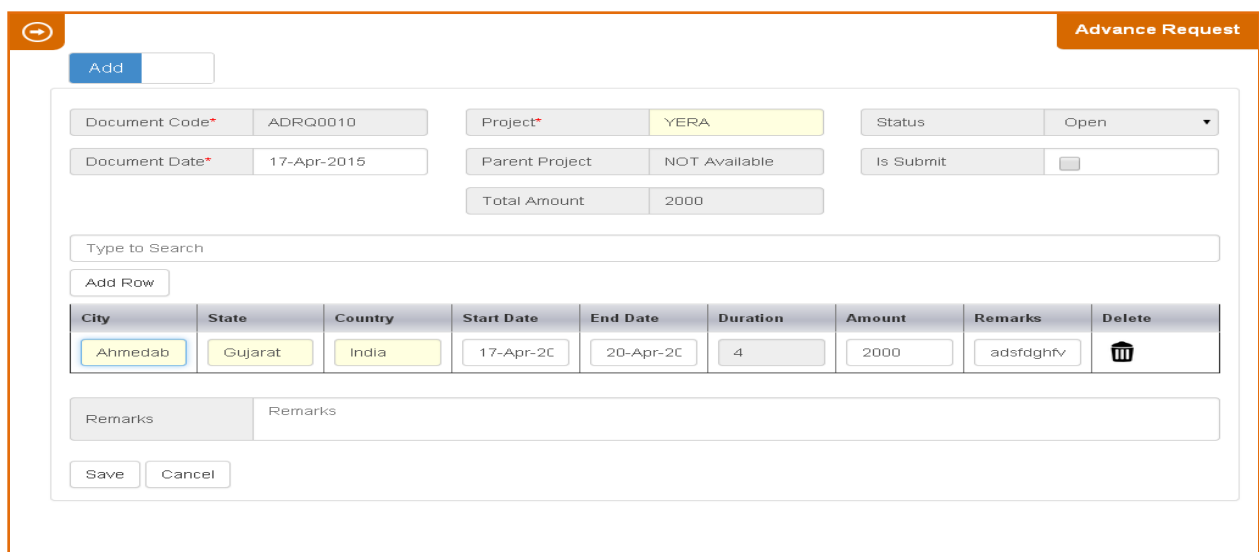 Advance Request
Add
Document Code* ADRQ0010 Project* YERA Status Open
Document Date* 17-Apr-2015 Parent Project NOT Available Is Submit
Total Amount 2000
Type to Search
Add Row
City State Country Start Date End Date Duration Amount Remarks Delete
Ahmedab Gujarat India 17-Apr-20 20-Apr-20 4 2000 adsfdghfv
Remarks Remarks
Save Cancel